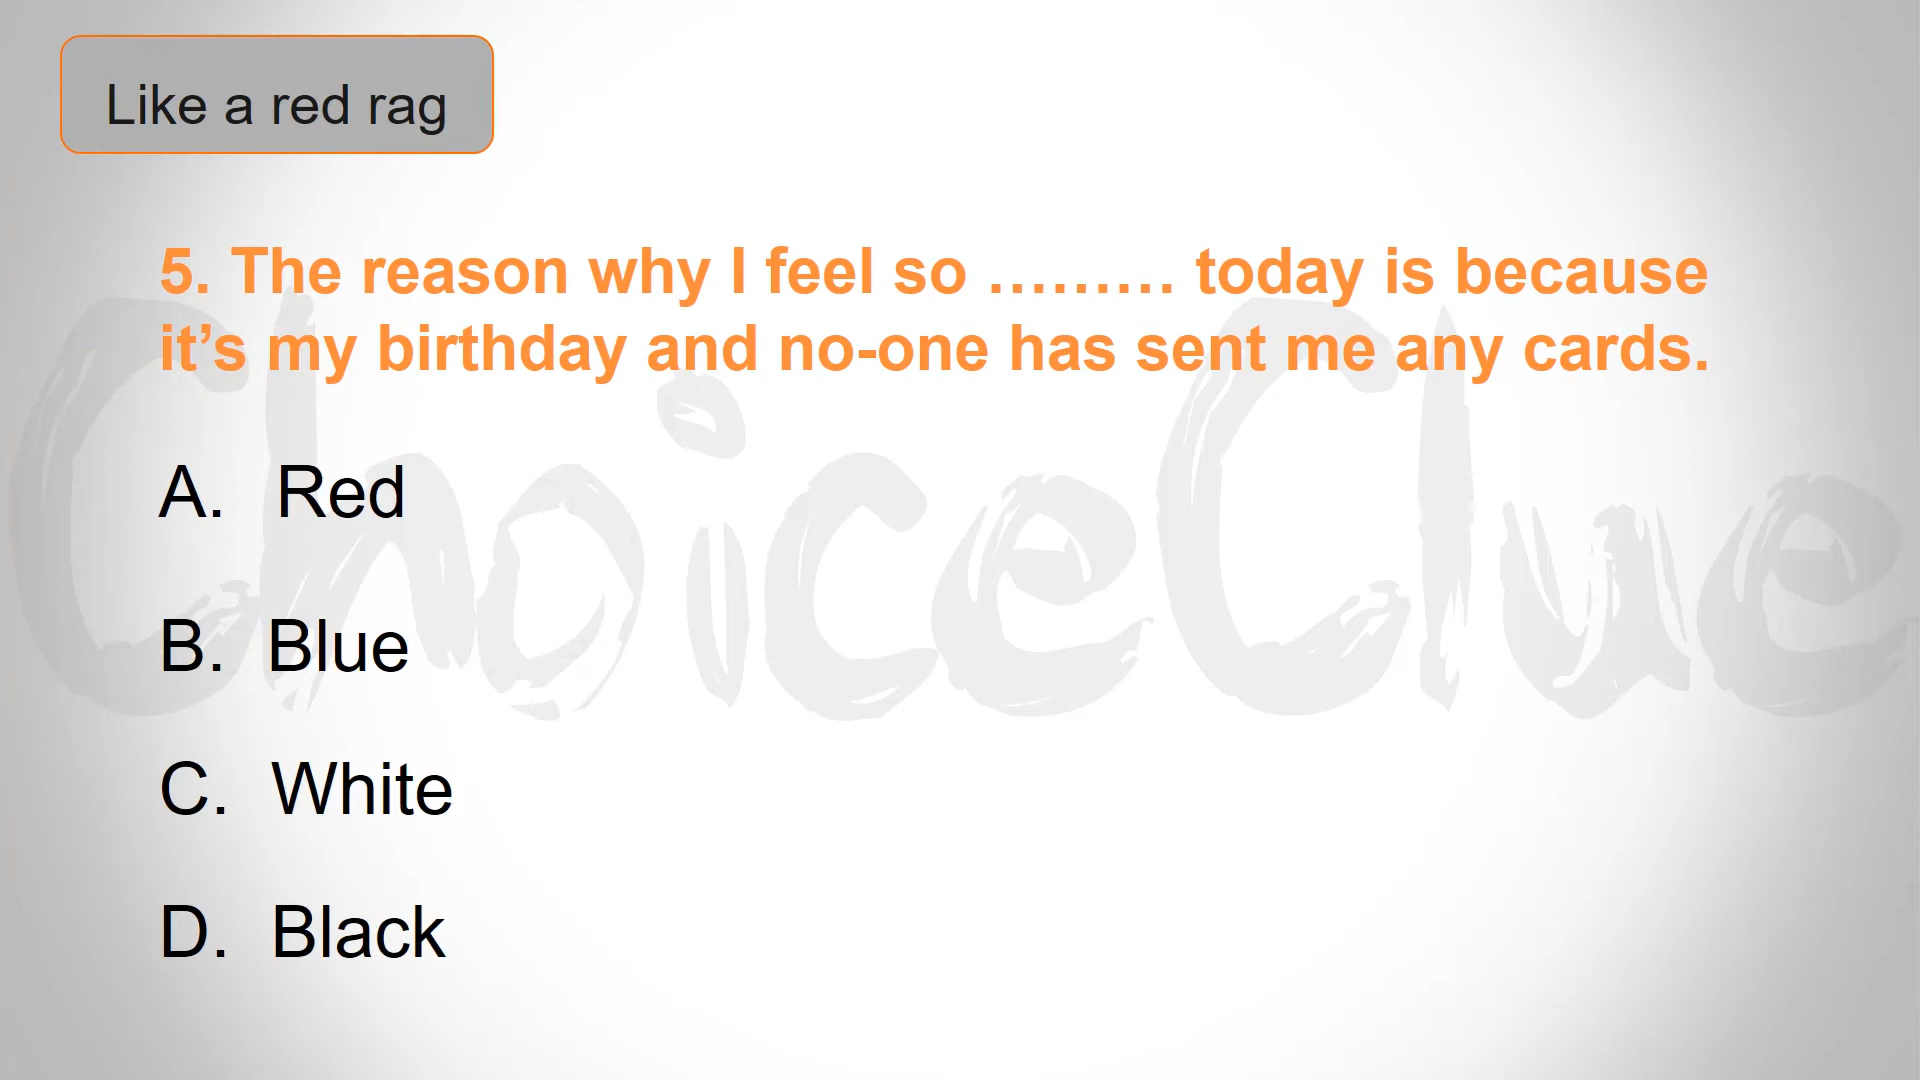 Like a red rag
5. The reason why I feel so ……… today is because
it’s my birthday and no-one has sent me any cards.
ChoiceClue
A. Red
B. Blue
C. White
D. Black